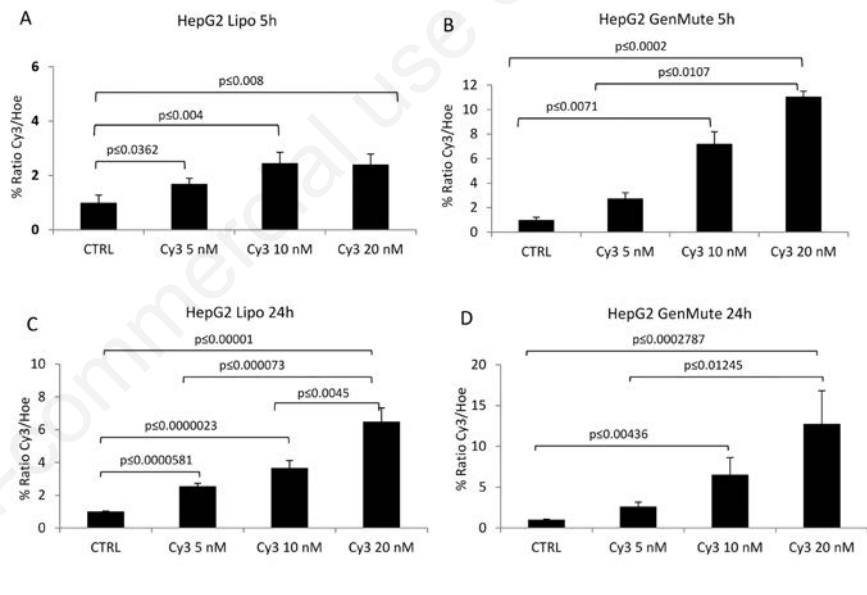 A
HepG2 Lipo 5h
% Ratio Cy3/Hoe
6
4
2
0
p≤0.008
p≤0.004
p≤0.0362
CTRL
Cy3 5 nM
Cy3 10 nM
Cy3 20 nM
B
HepG2 GenMute 5h
% Ratio Cy3/Hoe
12
10
8
6
4
2
0
p≤0.0002
p≤0.0107
p≤0.0071
CTRL
Cy3 5 nM
Cy3 10 nM
Cy3 20 nM
C
HepG2 Lipo 24h
% Ratio Cy3/Hoe
10
8
6
4
2
0
p≤0.00001
p≤0.000073
p≤0.0045
p≤0.0000023
p≤0.0000581
CTRL
Cy3 5 nM
Cy3 10 nM
Cy3 20 nM
D
HepG2 GenMute 24h
% Ratio Cy3/Hoe
20
15
10
5
0
p≤0.0002787
p≤0.01245
p≤0.00436
CTRL
Cy3 5 nM
Cy3 10 nM
Cy3 20 nM
-commercial use